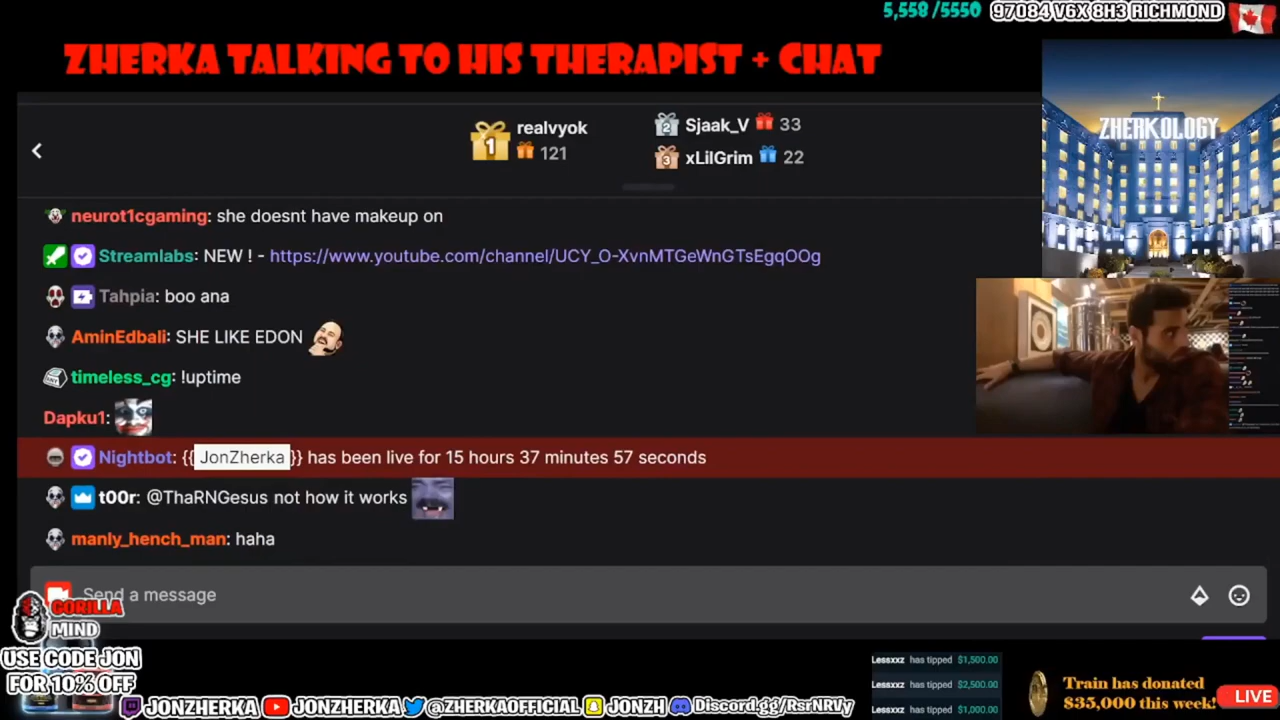 5,558 /5550
97084 V6X 8H3 RICHMOND
ZHERKA TALKING TO HIS THERAPIST + CHAT
ZHERKOLOGY
1 realvyok
121
2 Sjaak_V 33
3 xLilGrim 22
neurot1cgaming: she doesnt have makeup on
Streamlabs: NEW ! - https://www.youtube.com/channel/UCY_O-XvnMTGeWnGTsEgqOOg
Tahpia: boo ana
AminEdbali: SHE LIKE EDON
timeless_cg: !uptime
Dapku1:
Nightbot: {{ JonZherka }} has been live for 15 hours 37 minutes 57 seconds
t00r: @ThaRNGesus not how it works
manly_hench_man: haha
Send a message
GORILLA
MIND
USE CODE JON
FOR 10% OFF
JONZHERKA JONZHERKA @ZHERKAOFFICIAL JONZH Discord.gg/RsrNRVy
Lessxxz has tipped $1,500.00
Lessxxz has tipped $2,500.00
Lessxxz has tipped $1,000.00
Train has donated
$35,000 this week!
LIVE